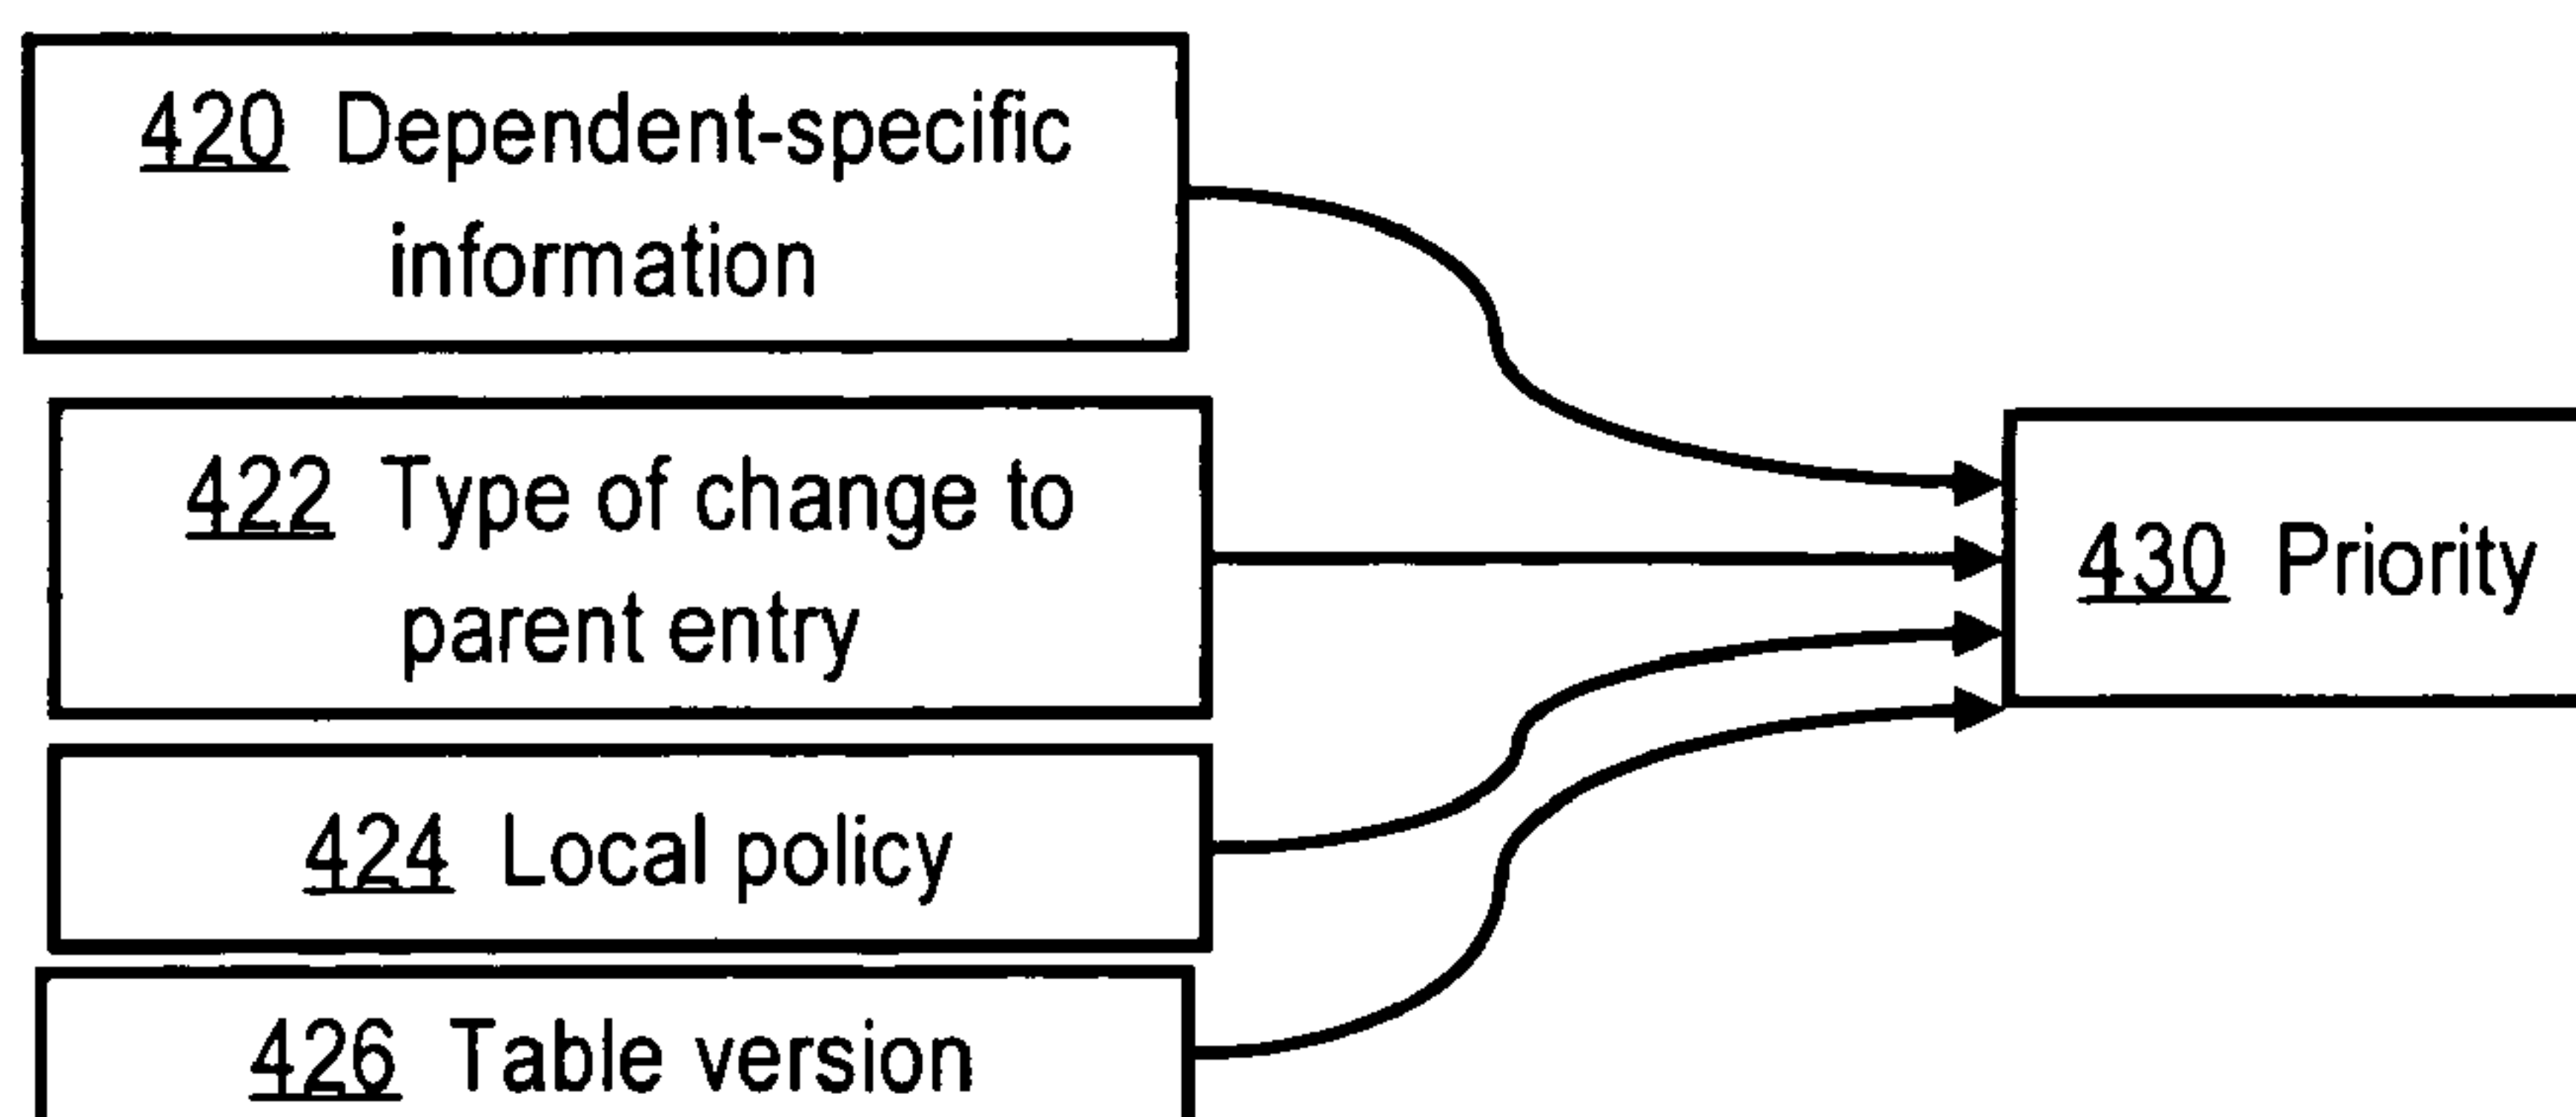 420 Dependent-specific
information
422 Type of change to
parent entry
424 Local policy
426 Table version
430 Priority